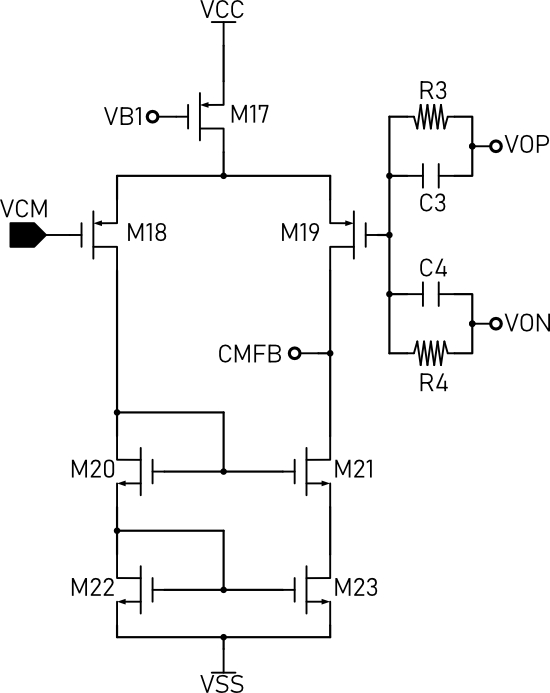 VCC
VB1
M17
R3
VOP
C3
VCM
M18
M19
C4
VON
R4
CMFB
M20
M21
M22
M23
VSS